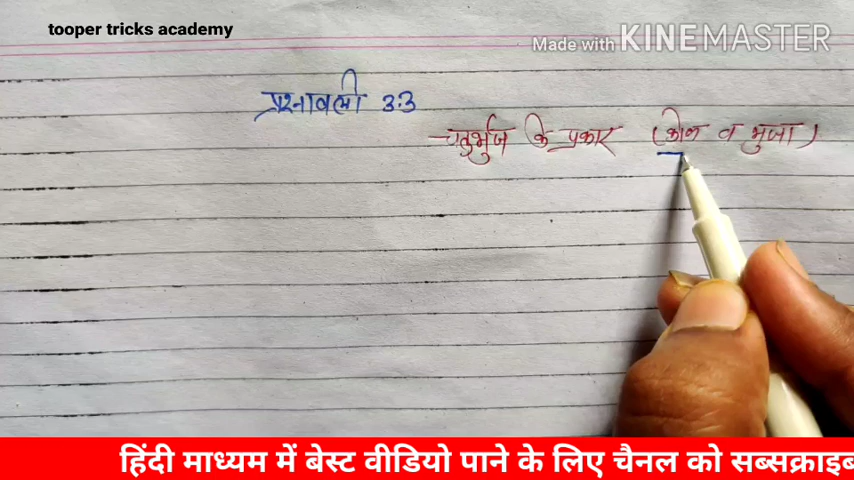 tooper tricks academy
Made with KINEMASTER
प्रश्नावली 3.3
चतुर्भुज के प्रकार (कोण व भुजा)
हिंदी माध्यम में बेस्ट वीडियो पाने के लिए चैनल को सब्सक्राइब